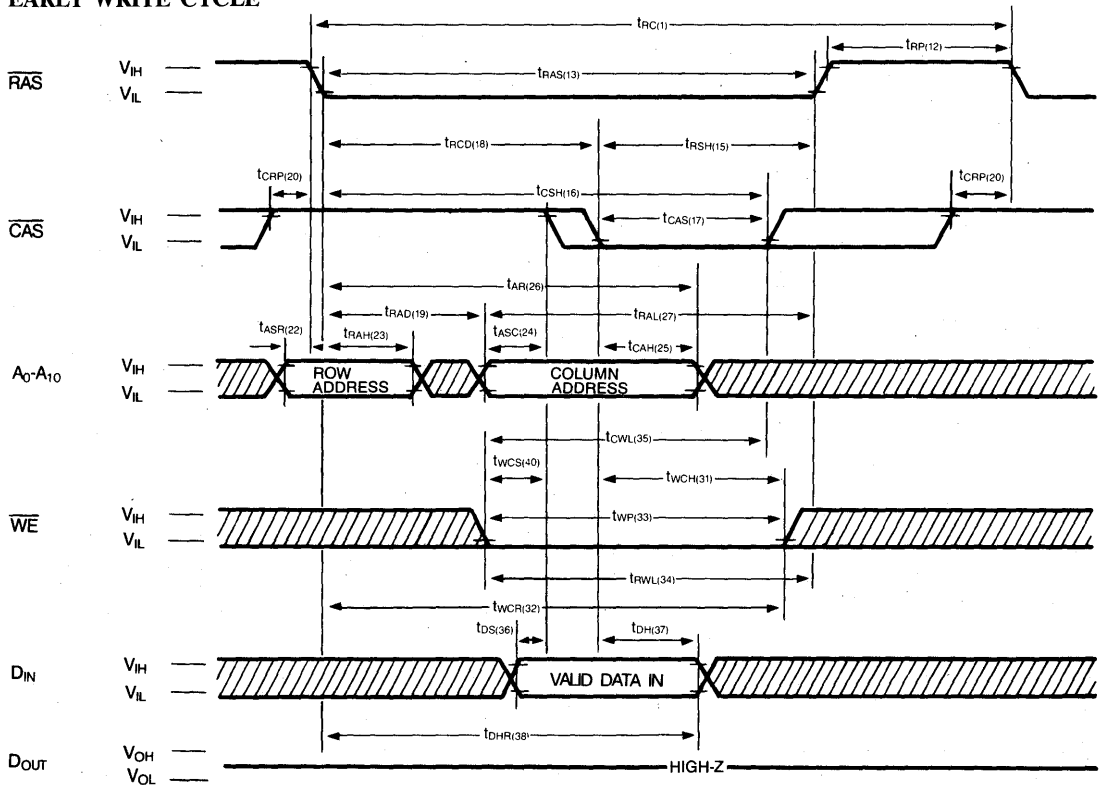 EARLY WRITE CYCLE
tRC(1)
tRP(12)
RAS
VIH
VIL
tRAS(13)
tRCD(18)
tRSH(15)
tCRP(20)
tCSH(16)
tCRP(20)
CAS
VIH
VIL
tCAS(17)
tAR(26)
tRAD(19)
tRAL(27)
tASR(22)
tRAH(23)
tASC(24)
tCAH(25)
A0-A10
VIH
VIL
ROW
ADDRESS
COLUMN
ADDRESS
tCWL(35)
tWCS(40)
tWCH(31)
WE
VIH
VIL
tWP(33)
tRWL(34)
tWCR(32)
tDS(36)
tDH(37)
DIN
VIH
VIL
VALID DATA IN
tDHR(38)
DOUT
VOH
VOL
HIGH-Z